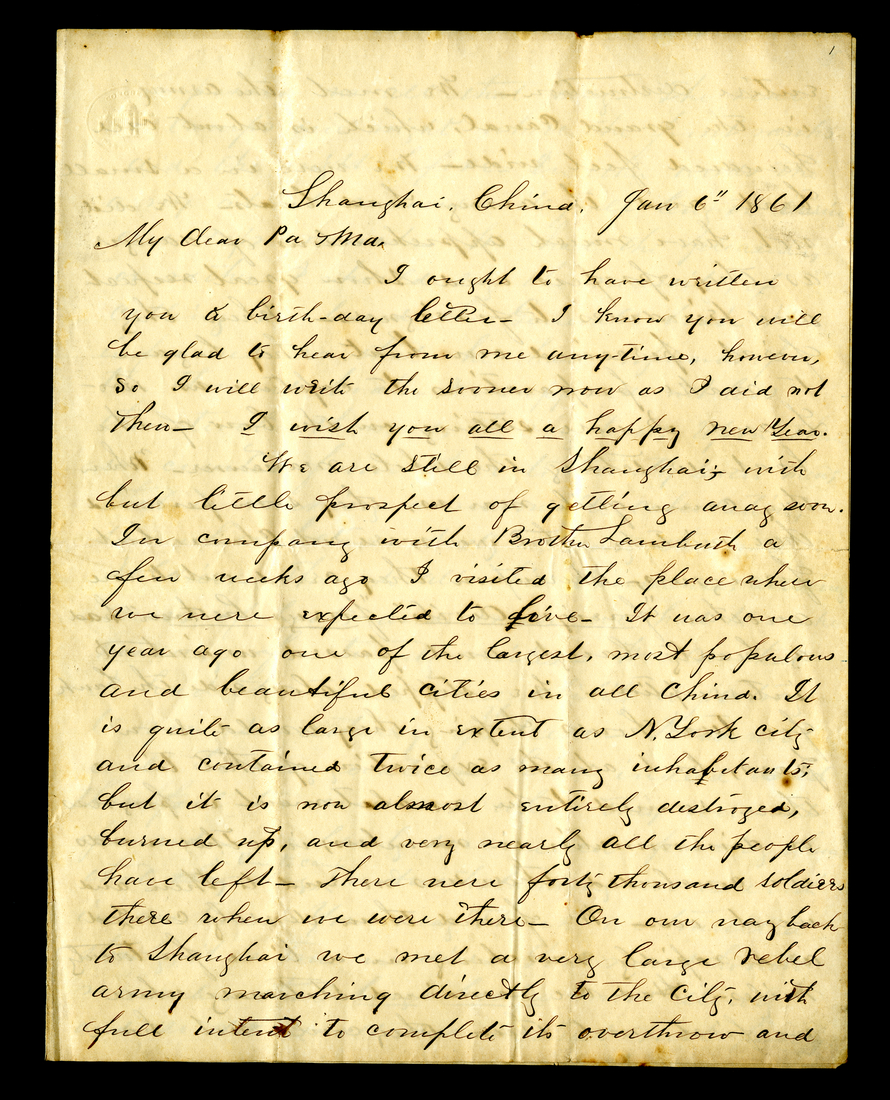 1
Shanghai, China, Jan 6" 1861
My dear Pa & Ma.
I ought to have written
you a birth-day letter — I know you will
be glad to hear from me any-time, however,
so I will write the sooner now as I did not
then — I wish you all a happy new Year.
We are still in Shanghai; with
but little prospect of getting away soon.
In company with Brother Lambuth a
few weeks ago I visited the place where
we were expected to live — It was one
year ago one of the largest, most populous
and beautiful cities in all China. It
is quite as large in extent as N. York city
and contained twice as many inhabitants;
but it is now almost entirely destroyed,
burned up, and very nearly all the people
have left — There were forty thousand soldiers
there when we were there — On our way back
to Shanghai we met a very large rebel
army marching directly to the City, with
full intent to complete its overthrow and